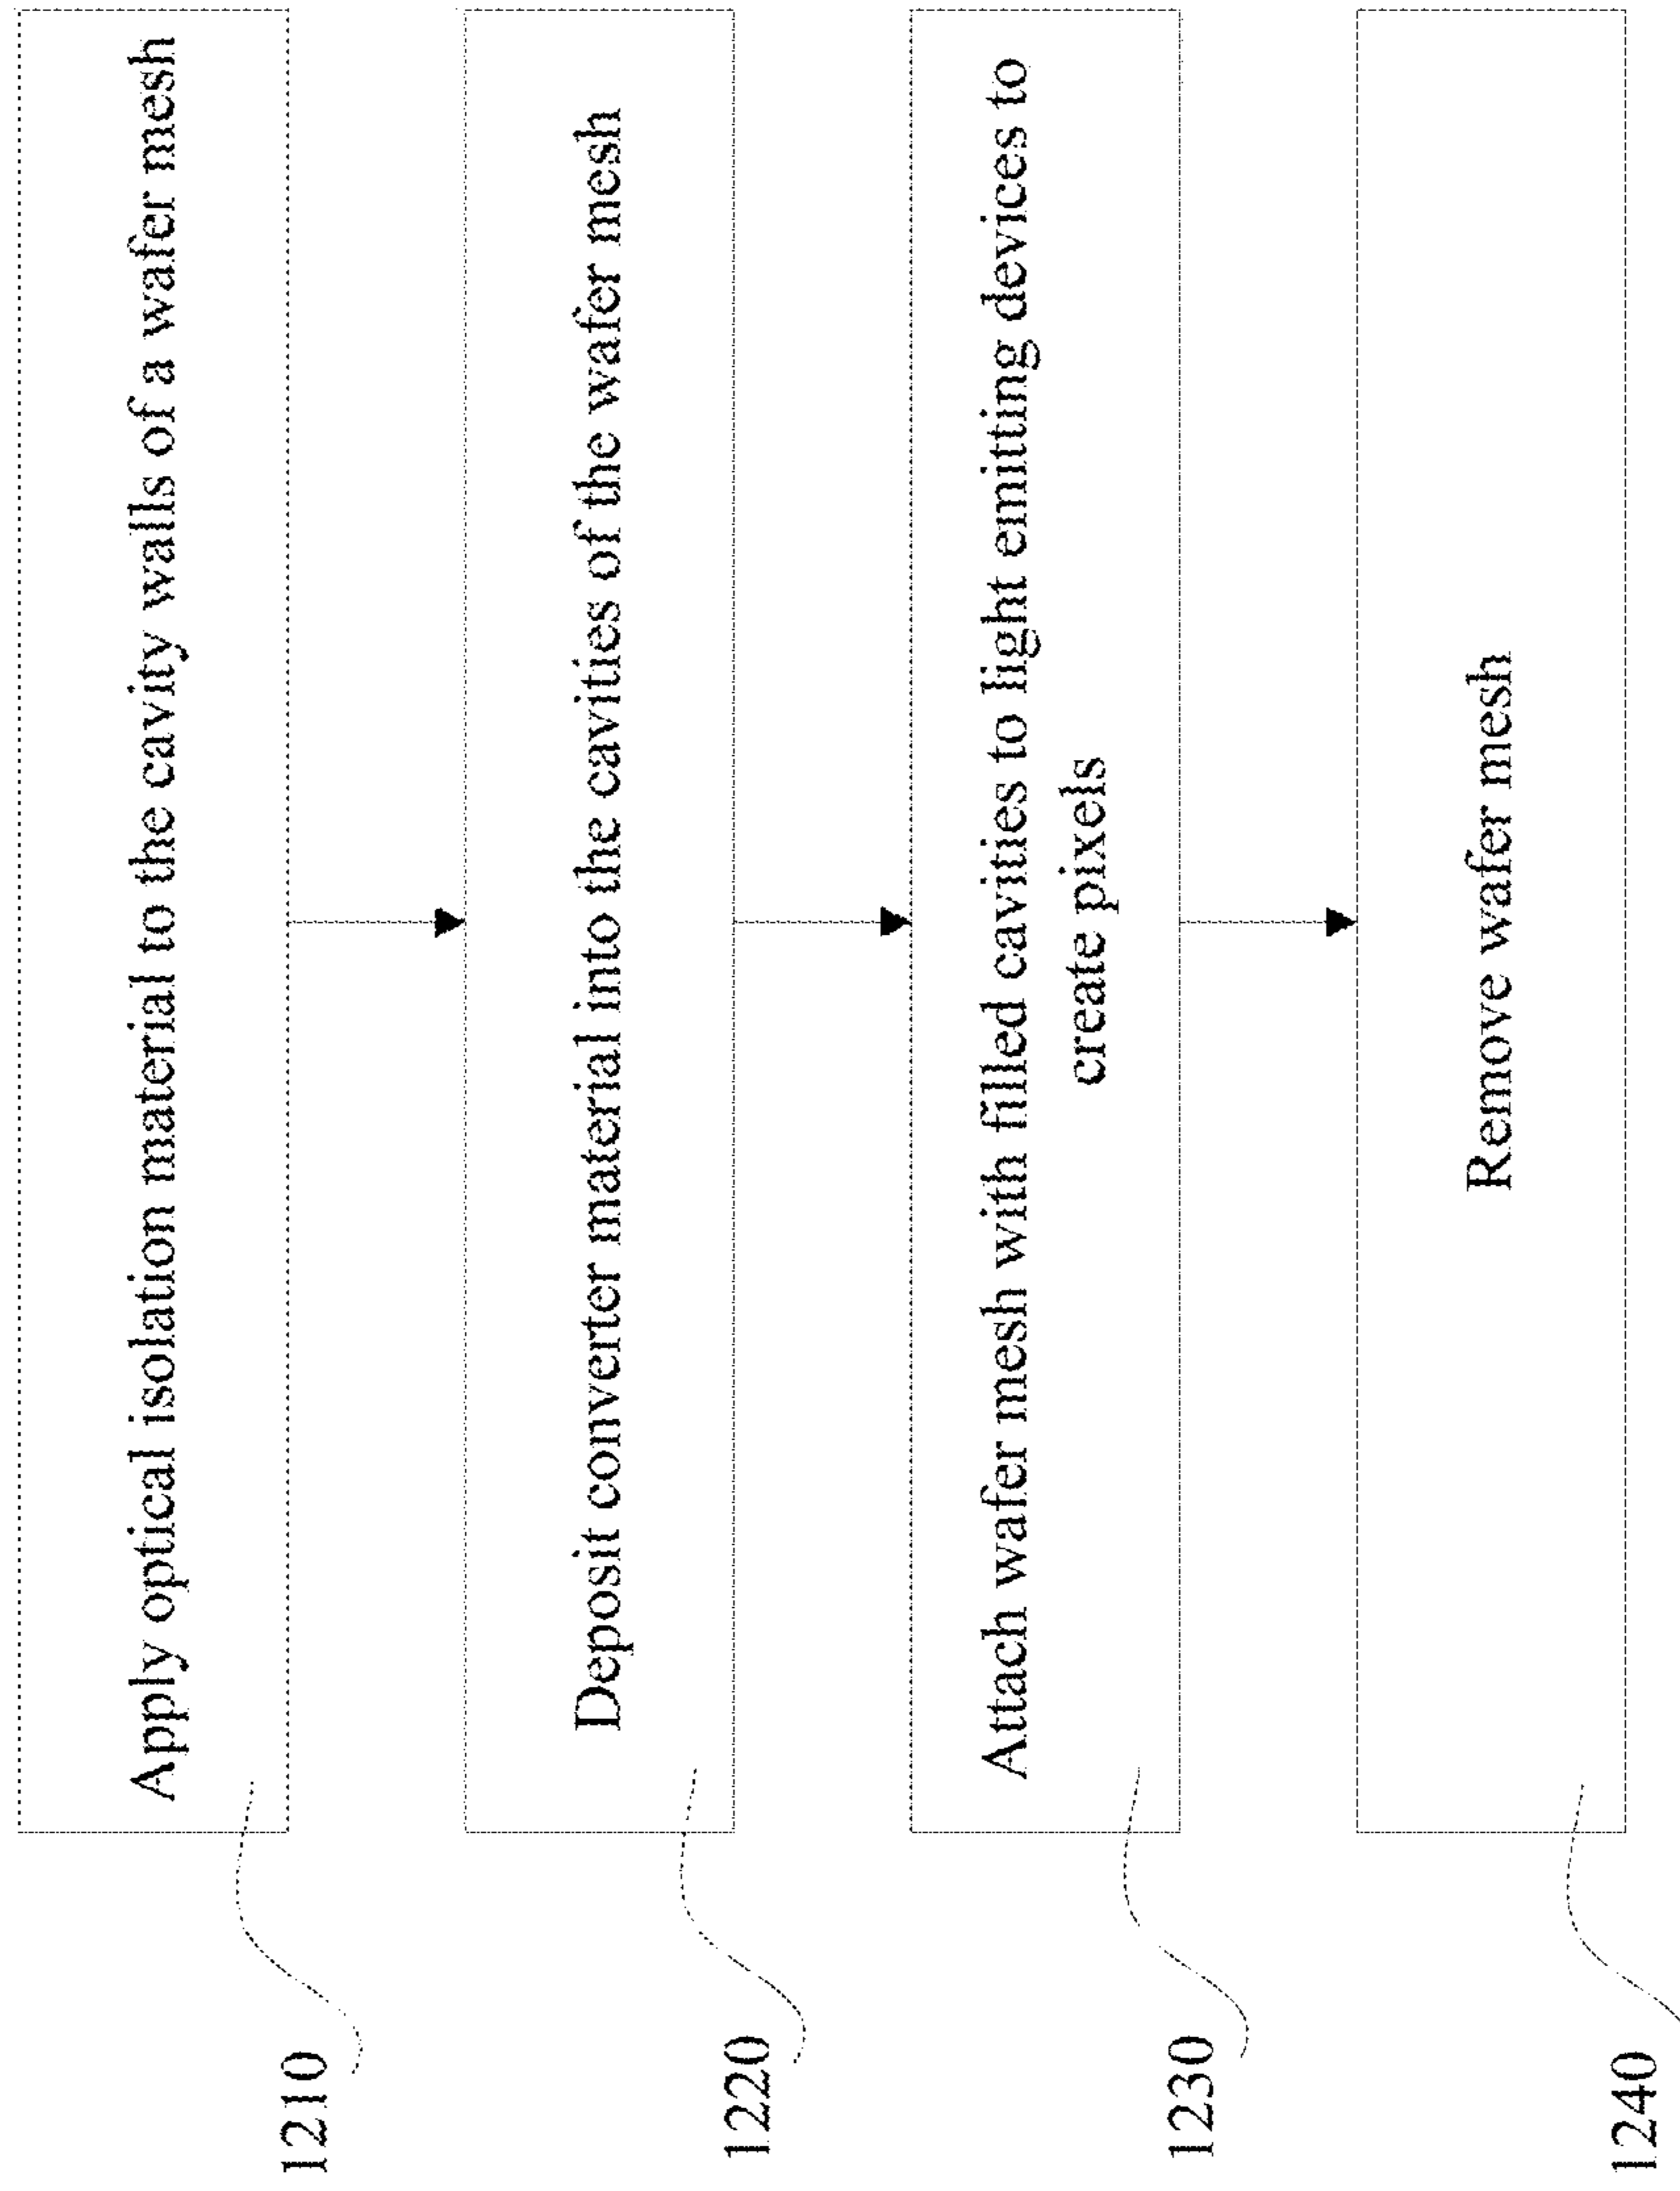 Apply optical isolation material to the cavity walls of a wafer mesh
1210
Deposit converter material into the cavities of the wafer mesh
1220
Attach wafer mesh with filled cavities to light emitting devices to
create pixels
1230
Remove wafer mesh
1240